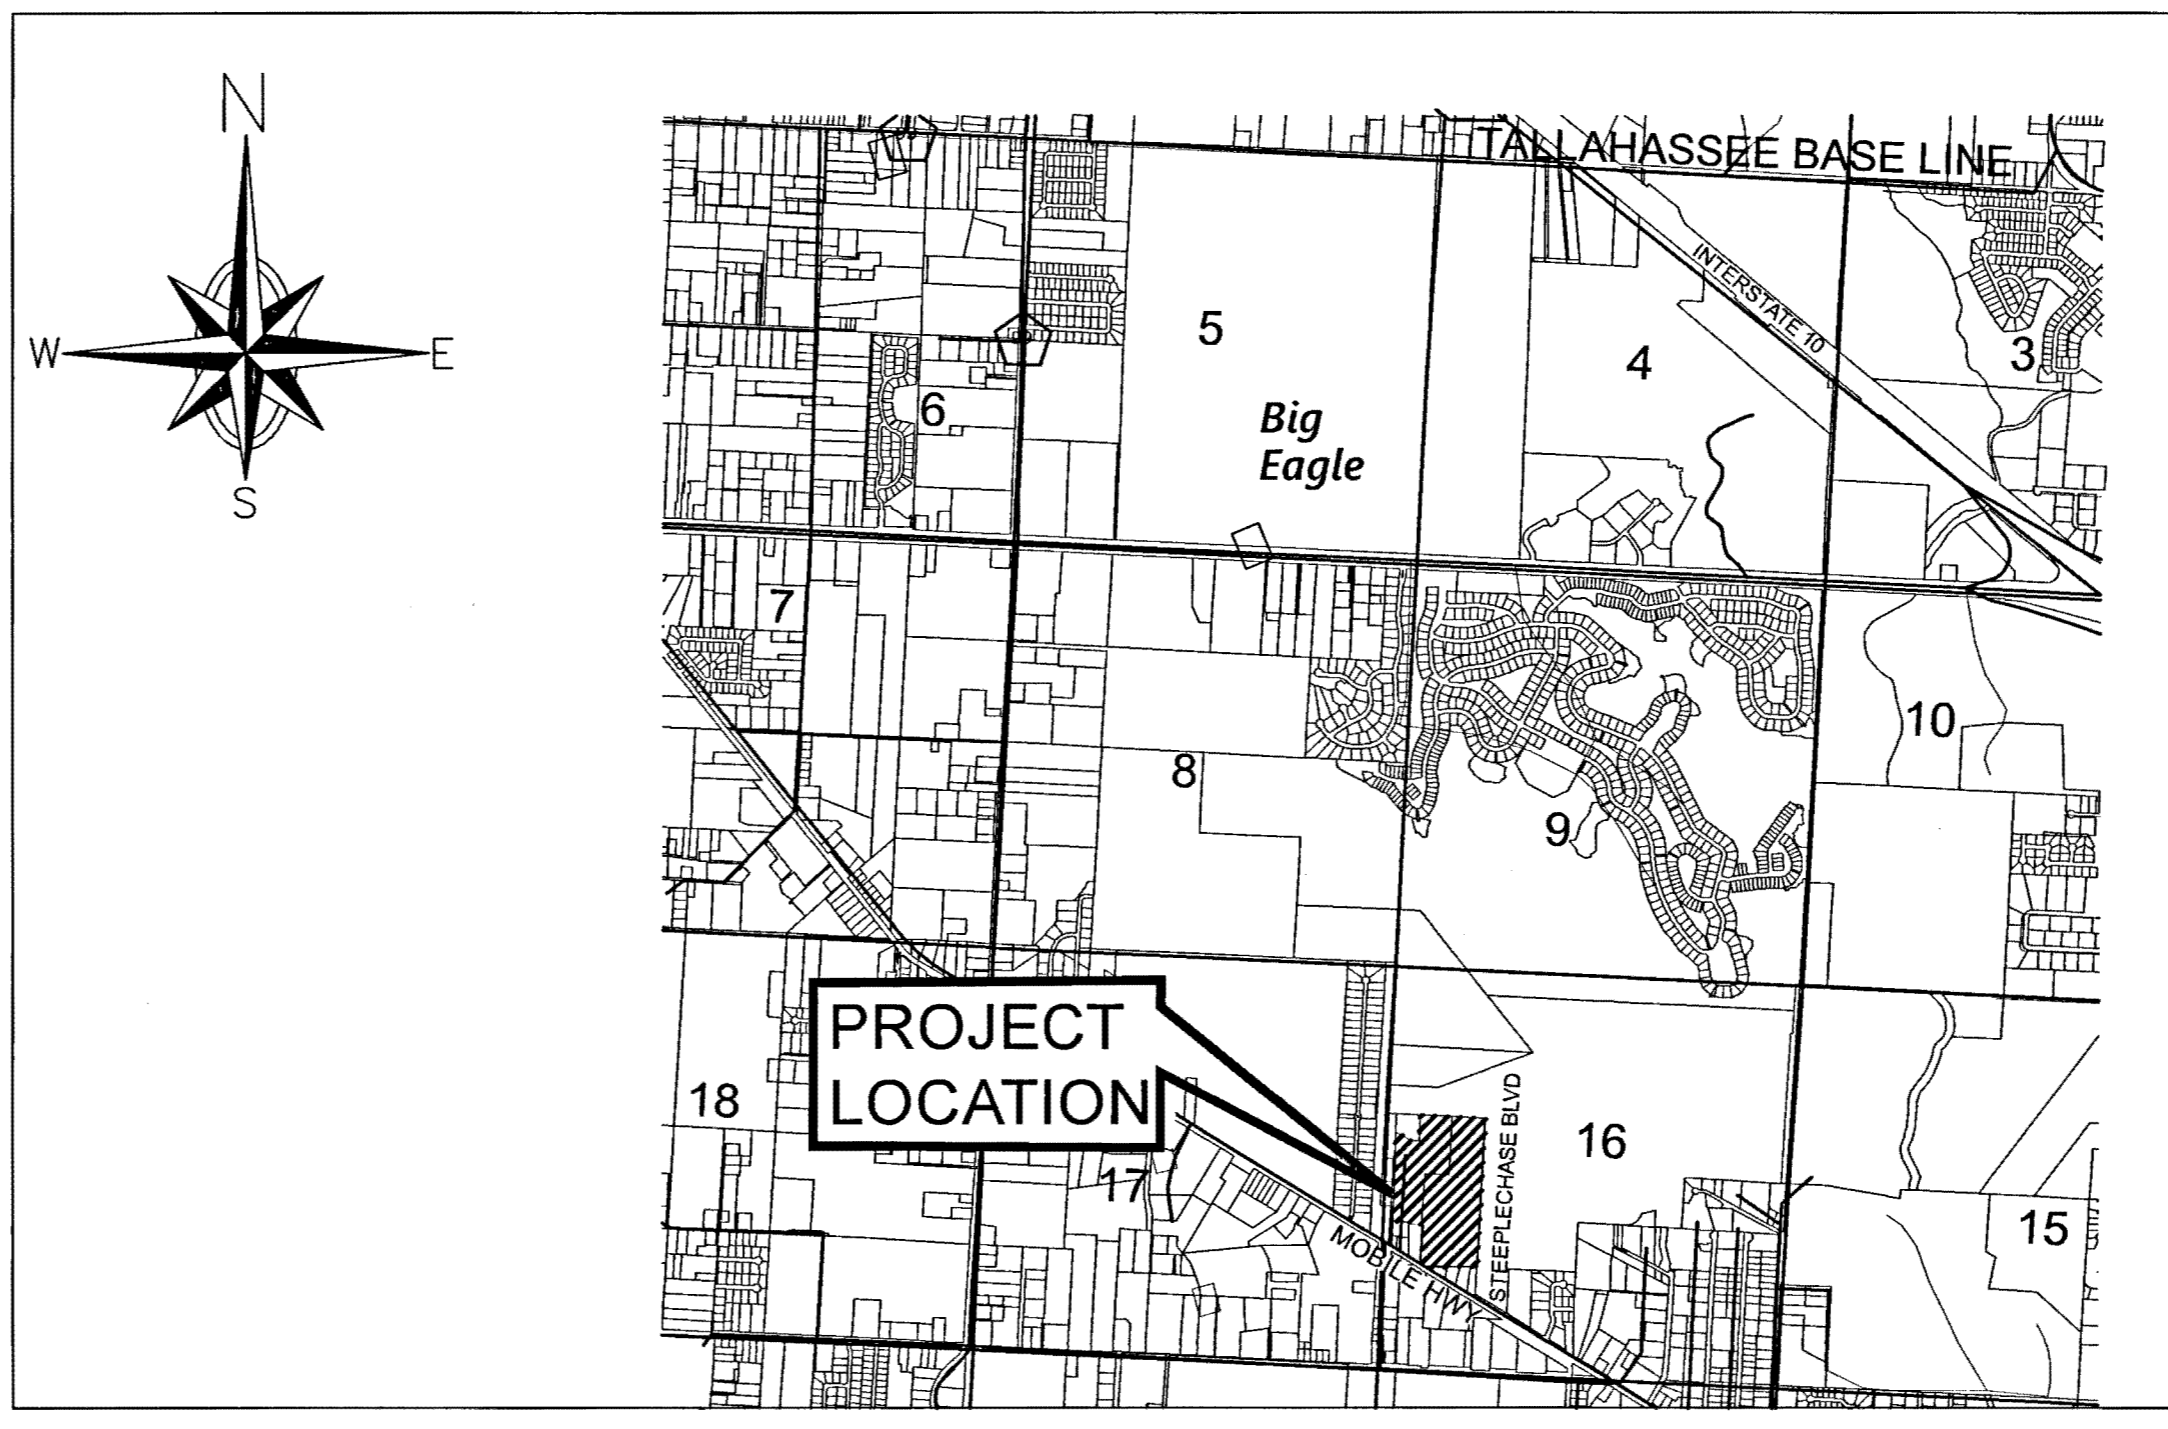 N
W
E
S
TALLAHASSEE BASE LINE
INTERSTATE 10
5
4
3
6
Big
Eagle
7
10
8
9
PROJECT
LOCATION
18
17
16
15
STEEPLECHASE BLVD
MOBILE HWY